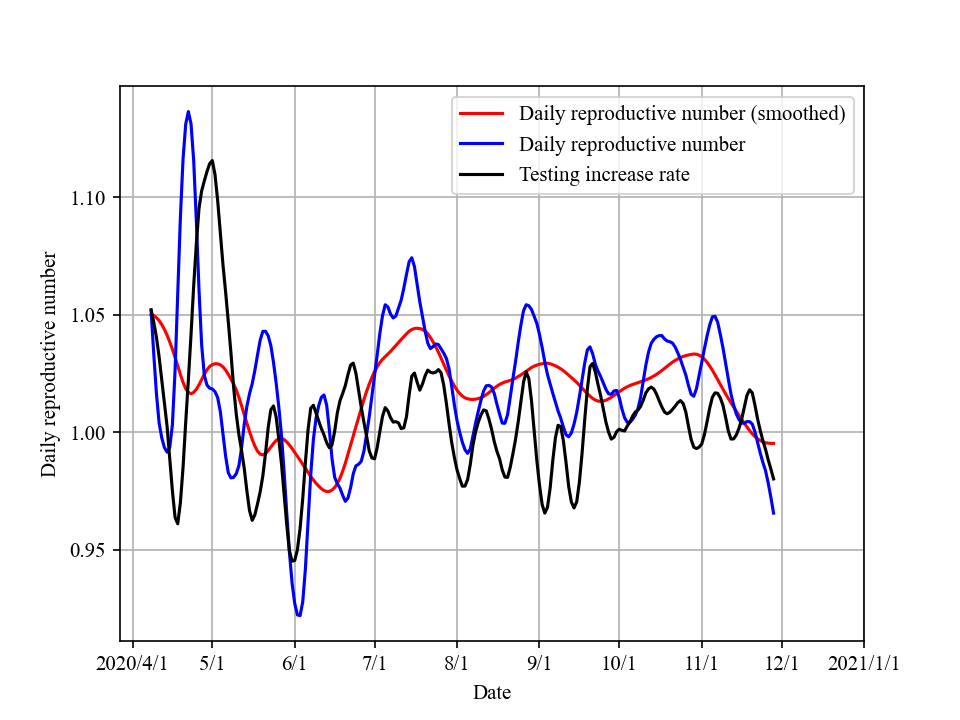 Daily reproductive number (smoothed)
Daily reproductive number
Testing increase rate
Daily reproductive number
1.10
1.05
1.00
0.95
2020/4/1 5/1 6/1 7/1 8/1 9/1 10/1 11/1 12/1 2021/1/1
Date